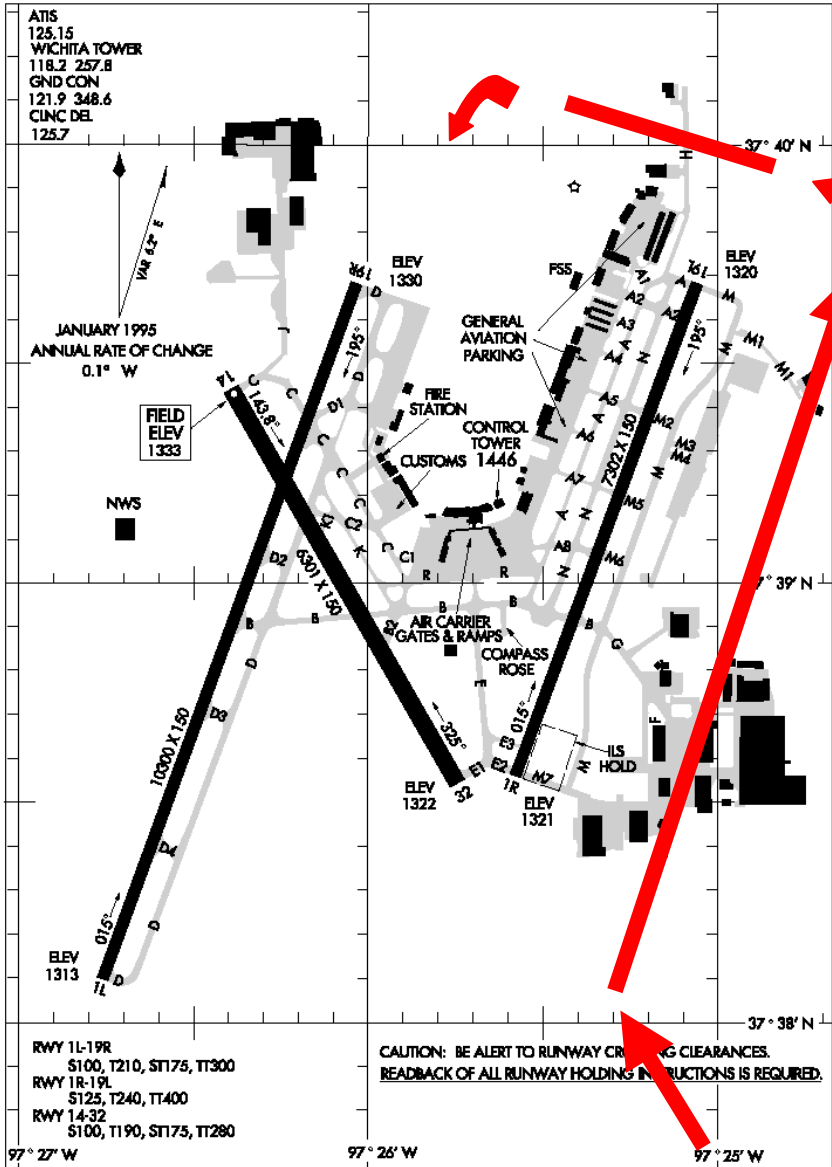 ATIS
125.15
WICHITA TOWER
118.2 257.8
GND CON
121.9 348.6
CLNC DEL
125.7
37° 40' N
H
VAR 6.2° E
JANUARY 1995
ANNUAL RATE OF CHANGE
0.1° W
J
19R
D
ELEV
1330
195°
FSS
GENERAL
AVIATION
PARKING
19L
ELEV
1320
195°
A
A1
A2
A2
A3
A
A4
N
A5
A
A6
A7
A
N
A8
N
M
M
M1
M1
M2
M3
M4
M
M5
M6
7302 X 150
14
C
143.8°
C
C
C
C
C
D
D1
FIELD
ELEV
1333
FIRE
STATION
CUSTOMS
CONTROL
TOWER
1446
NWS
K1
C2
K
C1
D2
R
R
6301 X 150
37° 39' N
B
B
B
B
B2
AIR CARRIER
GATES & RAMPS
COMPASS
ROSE
G
D
E
F
D3
10300 X 150
325°
015°
E3
E1
E2
M
M7
ILS
HOLD
ELEV
1322
32
1R
ELEV
1321
D4
D
015°
ELEV
1313
1L
D
37° 38' N
RWY 1L-19R
S100, T210, ST175, TT300
RWY 1R-19L
S125, T240, TT400
RWY 14-32
S100, T190, ST175, TT280
CAUTION: BE ALERT TO RUNWAY CLEARANCES.
READBACK OF ALL RUNWAY HOLDING IS REQUIRED.
97° 27' W
97° 26' W
97° 25' W